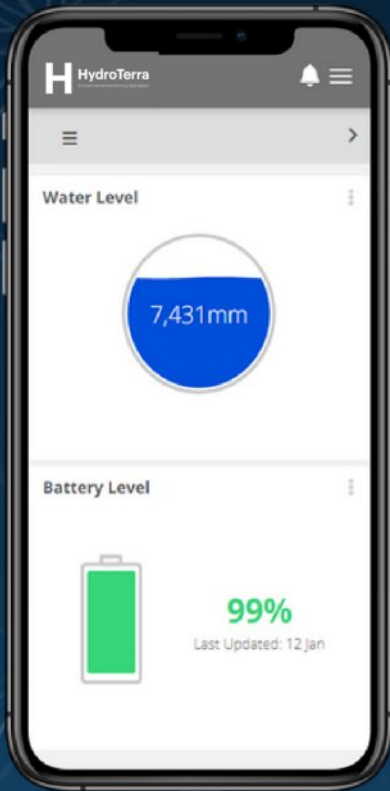 HydroTerra
Water Level
7,431mm
Battery Level
99%
Last Updated: 12 Jan